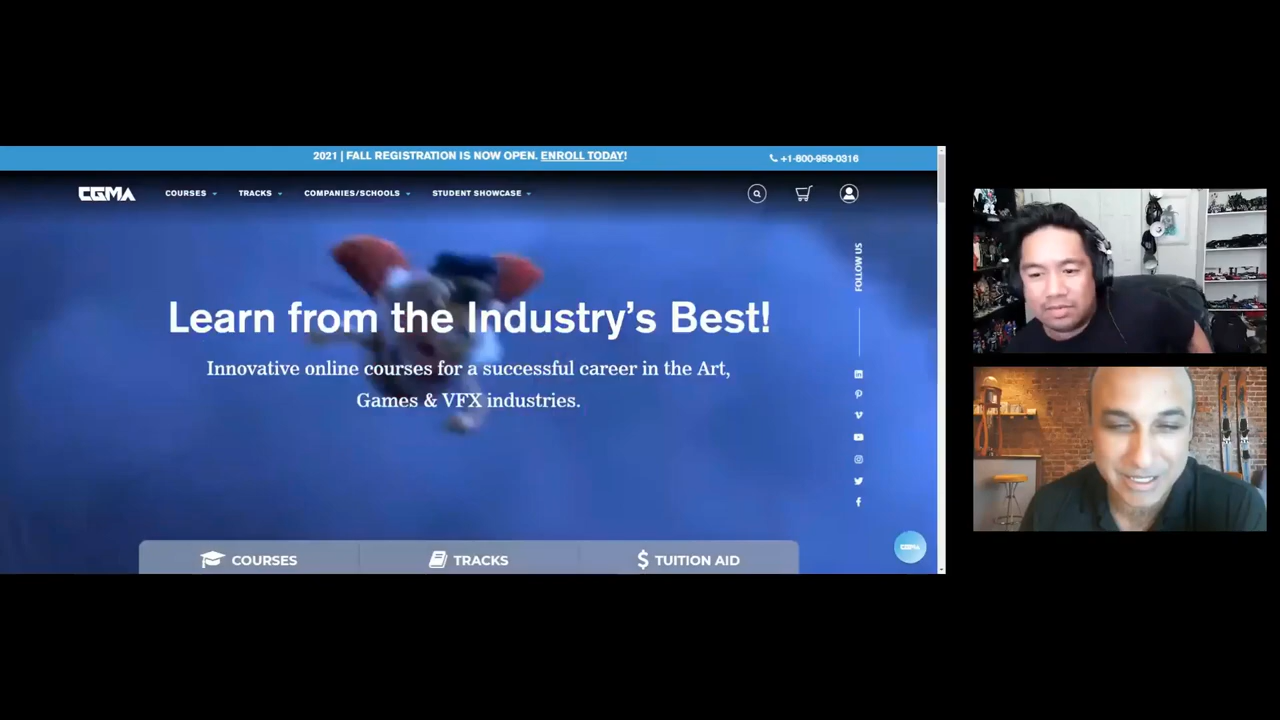 2021 | FALL REGISTRATION IS NOW OPEN. ENROLL TODAY!
+1-800-959-0316
CGMA
COURSES
TRACKS
COMPANIES/SCHOOLS
STUDENT SHOWCASE
FOLLOW US
Learn from the Industry's Best!
Innovative online courses for a successful career in the Art,
Games & VFX industries.
COURSES
TRACKS
$ TUITION AID
CGMA